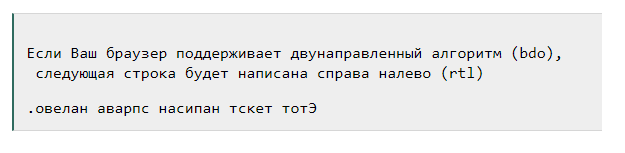 Если Ваш браузер поддерживает двунаправленный алгоритм (bdo),
следующая строка будет написана справа налево (rtl)
.овелан аварпс насипан тскет тотЭ